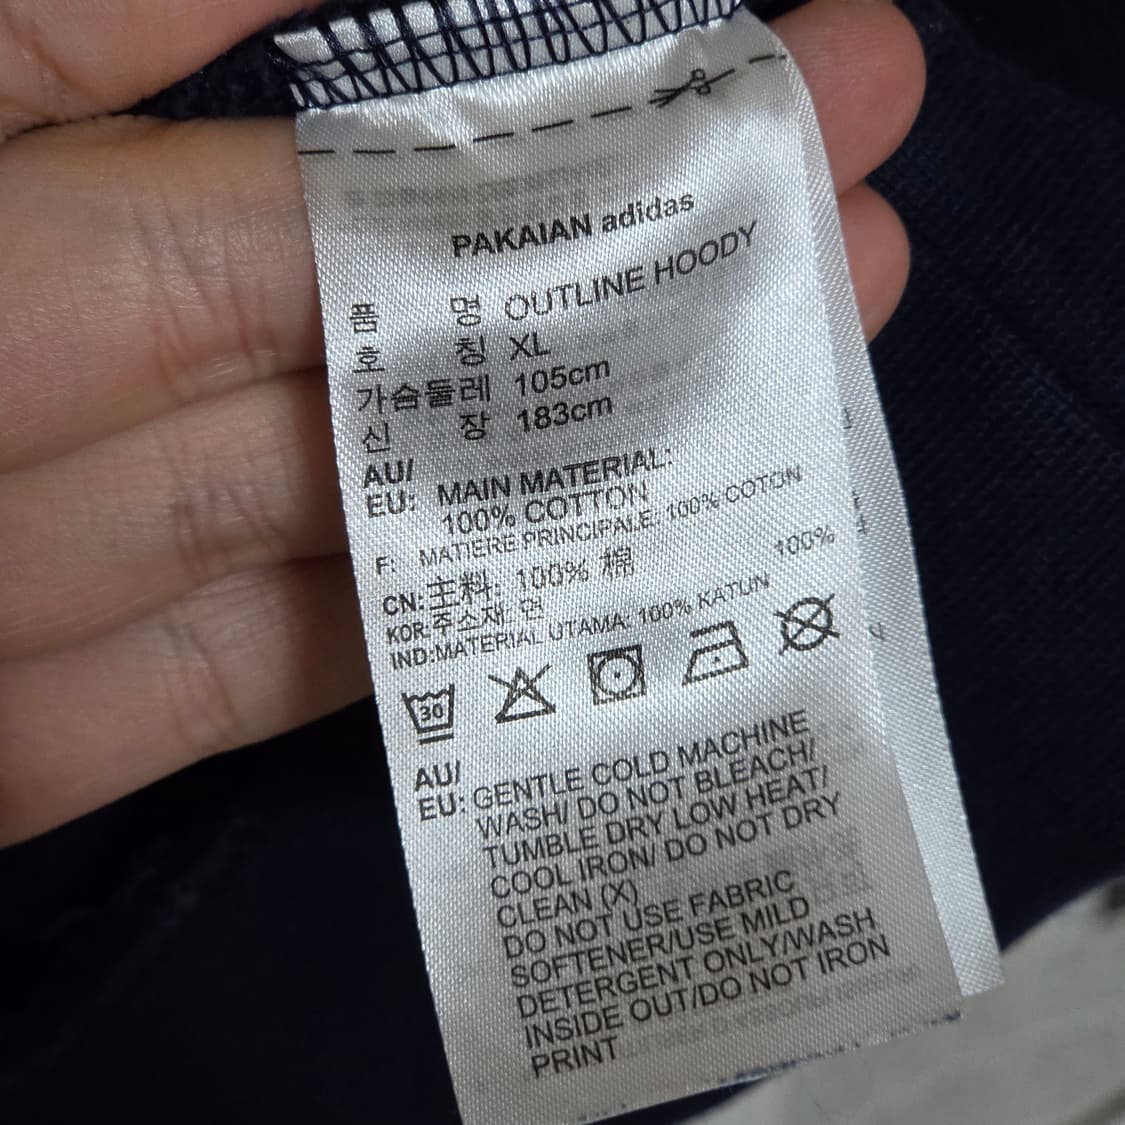 PAKAIAN adidas
품 명 OUTLINE HOODY
호 칭 XL
가슴둘레 105cm
신 장 183cm
AU/
EU: MAIN MATERIAL:
100% COTTON
F: MATIERE PRINCIPALE: 100% COTON
CN: 主料: 100% 棉
KOR:주소재: 면 100%
IND:MATERIAL UTAMA: 100% KATUN
30
AU/
EU: GENTLE COLD MACHINE
WASH/ DO NOT BLEACH/
TUMBLE DRY LOW HEAT/
COOL IRON/ DO NOT DRY
CLEAN (X)
DO NOT USE FABRIC
SOFTENER/USE MILD
DETERGENT ONLY/WASH
INSIDE OUT/DO NOT IRON
PRINT